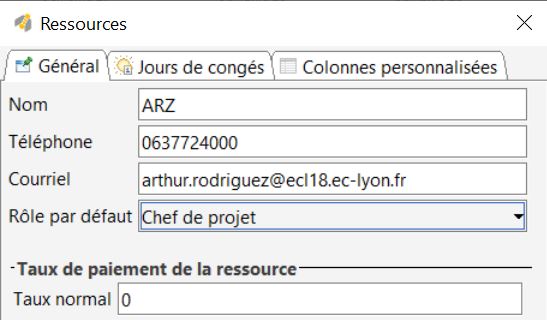 Ressources
Général Jours de congés Colonnes personnalisées
Nom ARZ
Téléphone 0637724000
Courriel arthur.rodriguez@ecl18.ec-lyon.fr
Rôle par défaut Chef de projet
Taux de paiement de la ressource
Taux normal 0